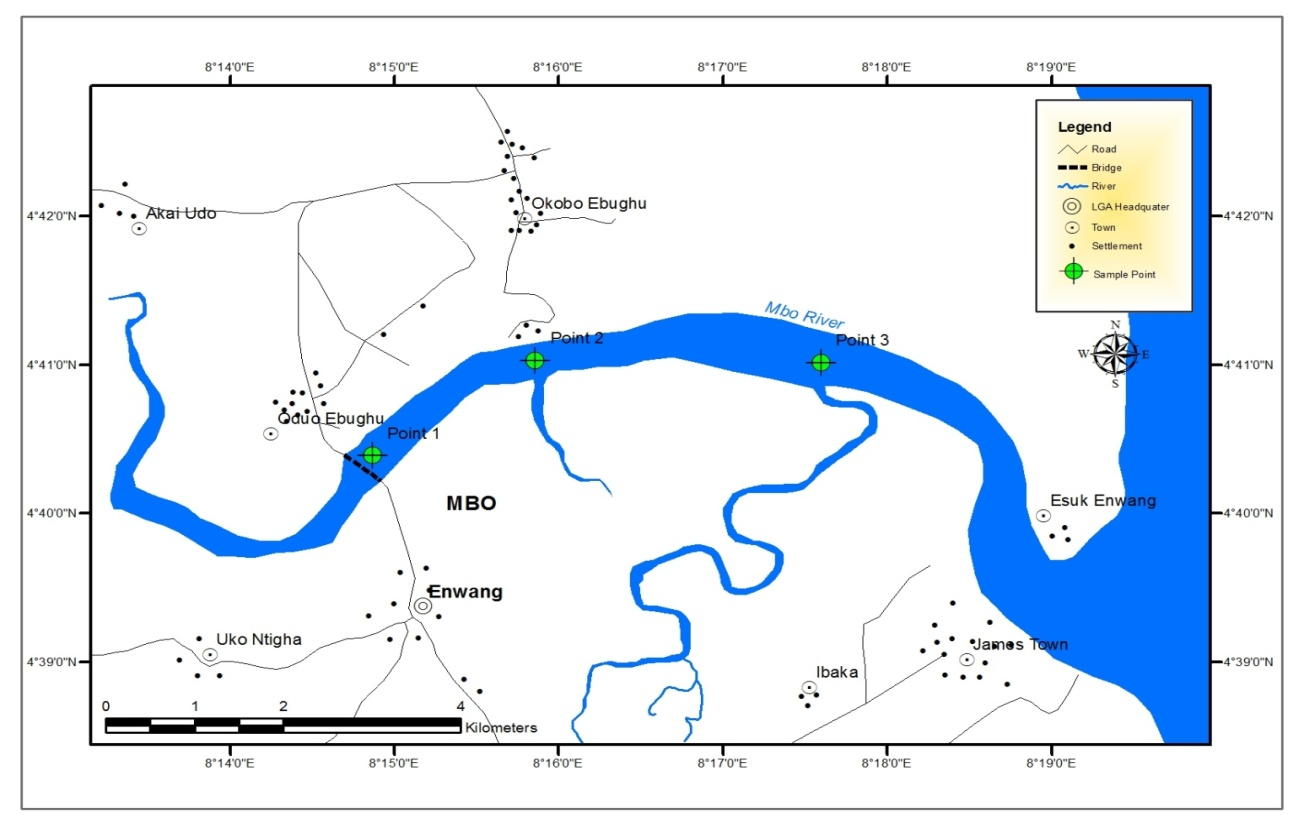 8°14'0"E 8°15'0"E 8°16'0"E 8°17'0"E 8°18'0"E 8°19'0"E
Legend
Road
Bridge
River
LGA Headquater
Town
Settlement
Sample Point
4°42'0"N
Akai Udo
Okobo Ebughu
4°42'0"N
Mbo River
N
W E
S
Point 2
Point 3
4°41'0"N
4°41'0"N
Oduo Ebughu
Point 1
MBO
Esuk Enwang
4°40'0"N
4°40'0"N
Enwang
Uko Ntigha
James Town
4°39'0"N
4°39'0"N
Ibaka
0 1 2 4
Kilometers
8°14'0"E 8°15'0"E 8°16'0"E 8°17'0"E 8°18'0"E 8°19'0"E